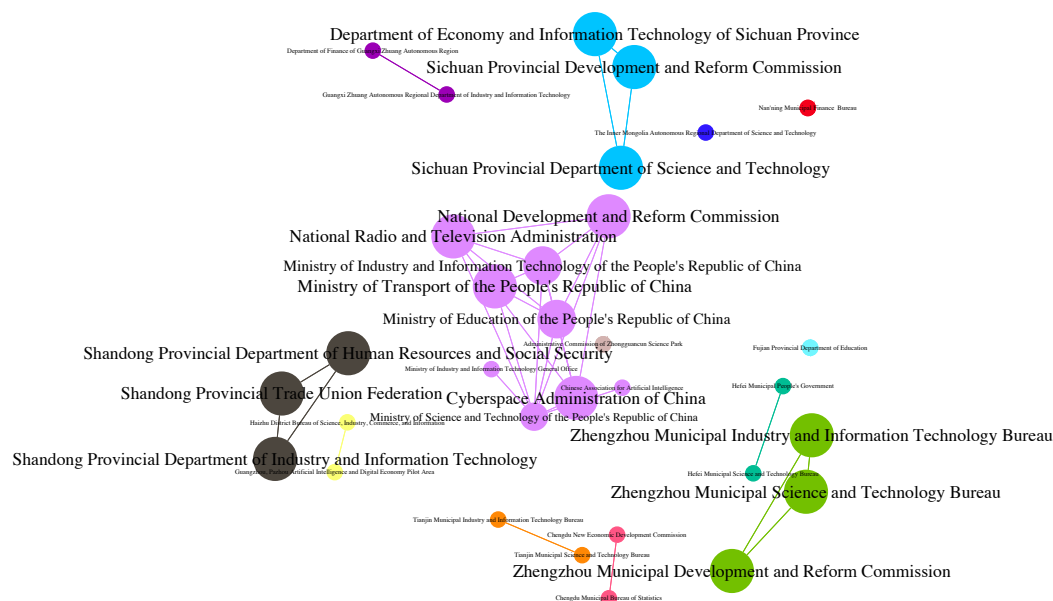 Department of Economy and Information Technology of Sichuan Province
Department of Finance of Guangxi Zhuang Autonomous Region
Sichuan Provincial Development and Reform Commission
Guangxi Zhuang Autonomous Regional Department of Industry and Information Technology
Nan'ning Municipal Finance Bureau
The Inner Mongolia Autonomous Regional Department of Science and Technology
Sichuan Provincial Department of Science and Technology
National Development and Reform Commission
National Radio and Television Administration
Ministry of Industry and Information Technology of the People's Republic of China
Ministry of Transport of the People's Republic of China
Ministry of Education of the People's Republic of China
Administrative Commission of Zhongguancun Science Park
Fujian Provincial Department of Education
Shandong Provincial Department of Human Resources and Social Security
Ministry of Industry and Information Technology General Office
Hefei Municipal People's Government
Chinese Association for Artificial Intelligence
Shandong Provincial Trade Union Federation
Cyberspace Administration of China
Ministry of Science and Technology of the People's Republic of China
Haizhu District Bureau of Science, Industry, Commerce, and Information
Zhengzhou Municipal Industry and Information Technology Bureau
Shandong Provincial Department of Industry and Information Technology
Guangzhou, Pazhou Artificial Intelligence and Digital Economy Pilot Area
Hefei Municipal Science and Technology Bureau
Zhengzhou Municipal Science and Technology Bureau
Tianjin Municipal Industry and Information Technology Bureau
Chengdu New Economic Development Commission
Tianjin Municipal Science and Technology Bureau
Zhengzhou Municipal Development and Reform Commission
Chengdu Municipal Bureau of Statistics